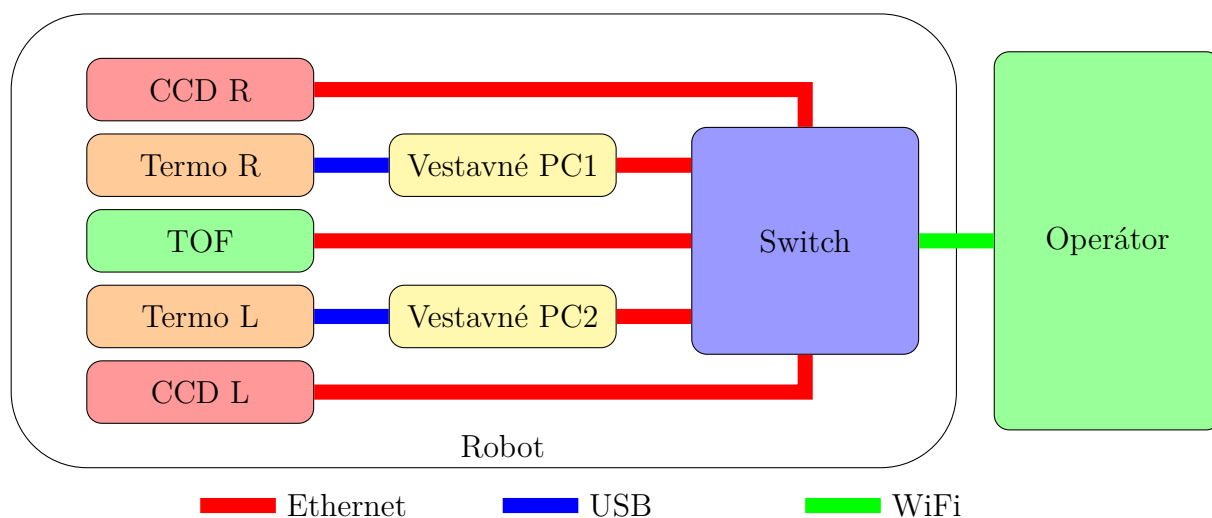 CCD R
Termo R
Vestavné PC1
TOF
Switch
Operátor
Termo L
Vestavné PC2
CCD L
Robot
Ethernet
USB
WiFi